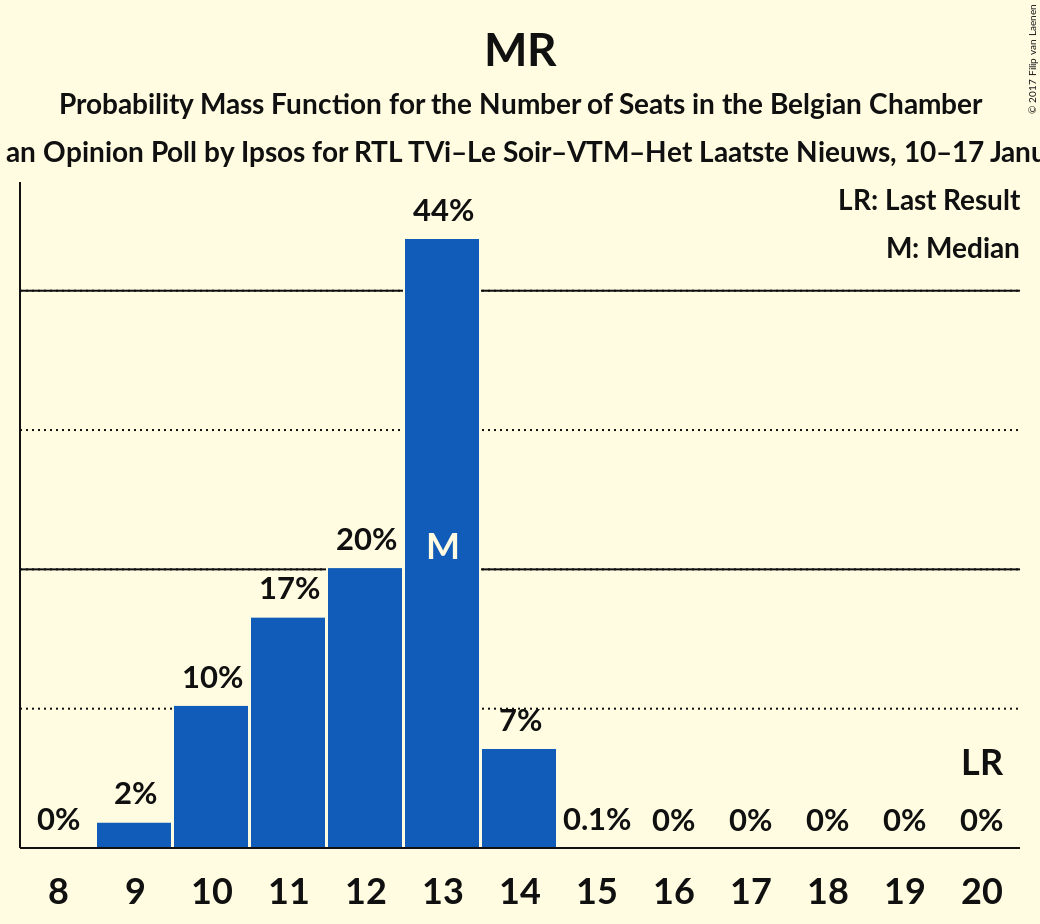 MR
Probability Mass Function for the Number of Seats in the Belgian Chamber
an Opinion Poll by Ipsos for RTL TVi–Le Soir–VTM–Het Laatste Nieuws, 10–17 Janu
© 2017 Filip van Laenen
LR: Last Result
M: Median
44%
20%
M
17%
10%
7%
LR
2%
0% 0.1% 0% 0% 0% 0% 0%
8 9 10 11 12 13 14 15 16 17 18 19 20